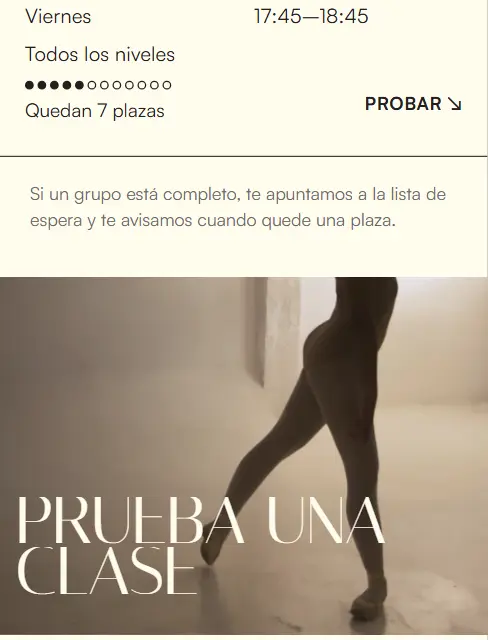 Viernes 17:45—18:45
Todos los niveles
Quedan 7 plazas
PROBAR ↘
Si un grupo está completo, te apuntamos a la lista de
espera y te avisamos cuando quede una plaza.
PRUEBA UNA
CLASE